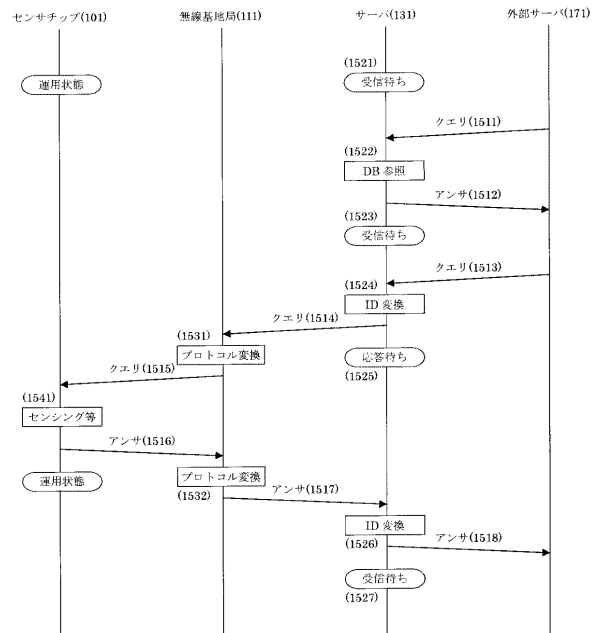 センサチップ(101)
無線基地局(111)
サーバ(131)
外部サーバ(171)
(1521)
運用状態
受信待ち
クエリ(1511)
(1522)
DB 参照
アンサ(1512)
(1523)
受信待ち
クエリ(1513)
(1524)
ID 変換
クエリ(1514)
(1531)
プロトコル変換
応答待ち
クエリ(1515)
(1525)
(1541)
センシング等
アンサ(1516)
運用状態
プロトコル変換
アンサ(1517)
(1532)
ID 変換
(1526)
アンサ(1518)
受信待ち
(1527)